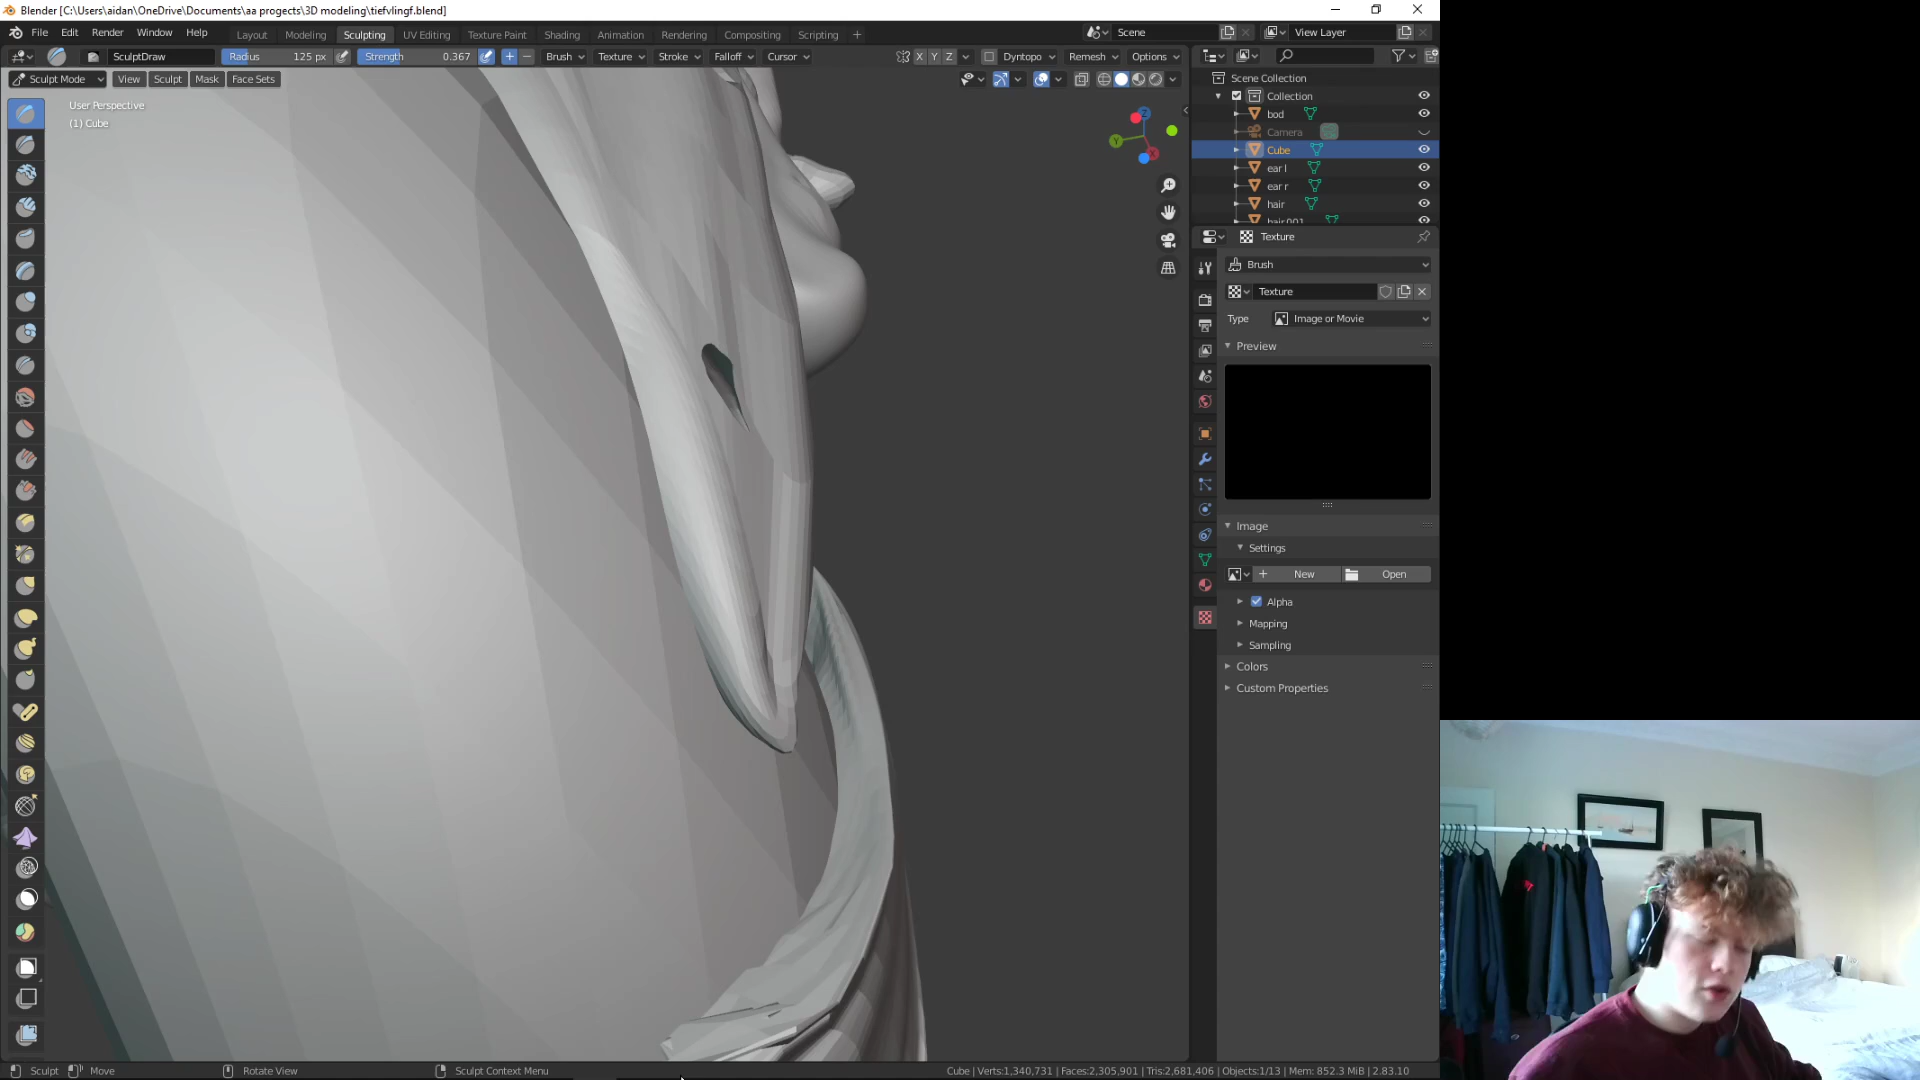 Blender [C:\Users\aidan\OneDrive\Documents\aa progects\3D modeling\tiefvlingf.blend]
File Edit Render Window Help Layout Modeling Sculpting UV Editing Texture Paint Shading Animation Rendering Compositing Scripting + Scene View Layer
SculptDraw Radius 125 px Strength 0.367 + − Brush Texture Stroke Falloff Cursor X Y Z Dyntopo Remesh Options
Sculpt Mode View Sculpt Mask Face Sets
User Perspective
(1) Cube
Z
Y
X
Scene Collection
Collection
bod
Camera
Cube
ear l
ear r
hair
hair.001
Texture
Brush
Texture
Type Image or Movie
Preview
Image
Settings
+ New Open
Alpha
Mapping
Sampling
Colors
Custom Properties
Sculpt Move Rotate View Sculpt Context Menu Cube | Verts:1,340,731 | Faces:2,305,901 | Tris:2,681,406 | Objects:1/13 | Mem: 852.3 MiB | 2.83.10